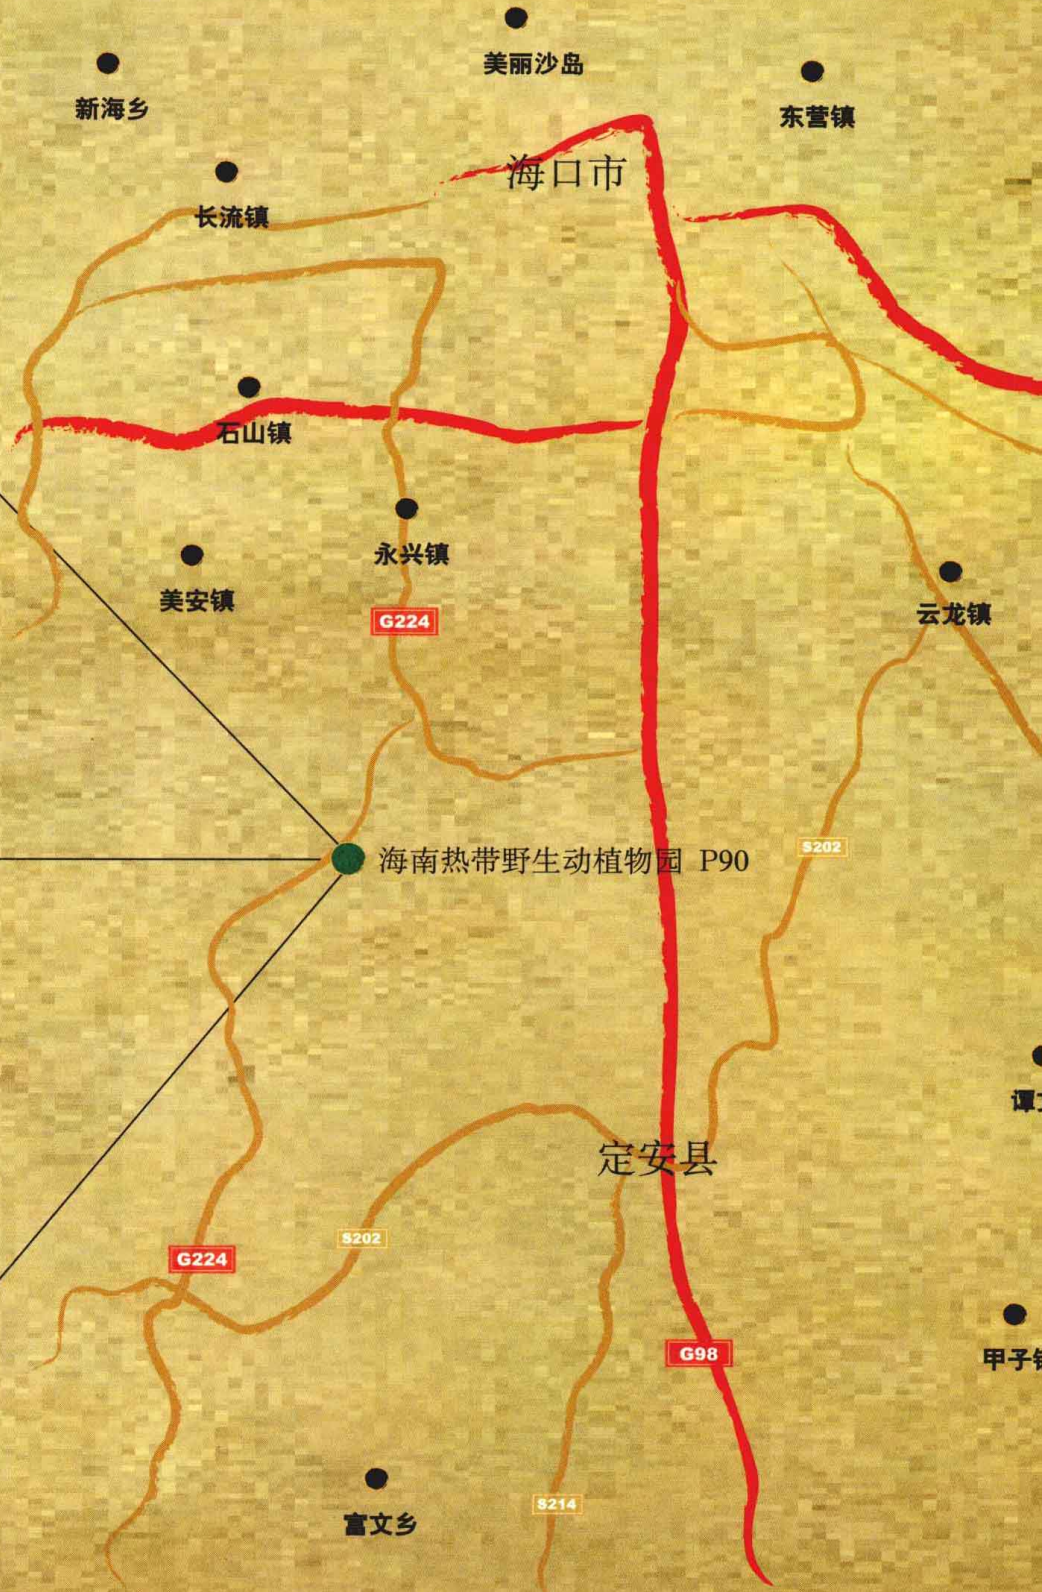 美丽沙岛
新海乡
东营镇
海口市
长流镇
石山镇
永兴镇
美安镇
云龙镇
G224
S202
海南热带野生动植物园 P90
谭
定安县
S202
G224
G98
甲子
S214
富文乡